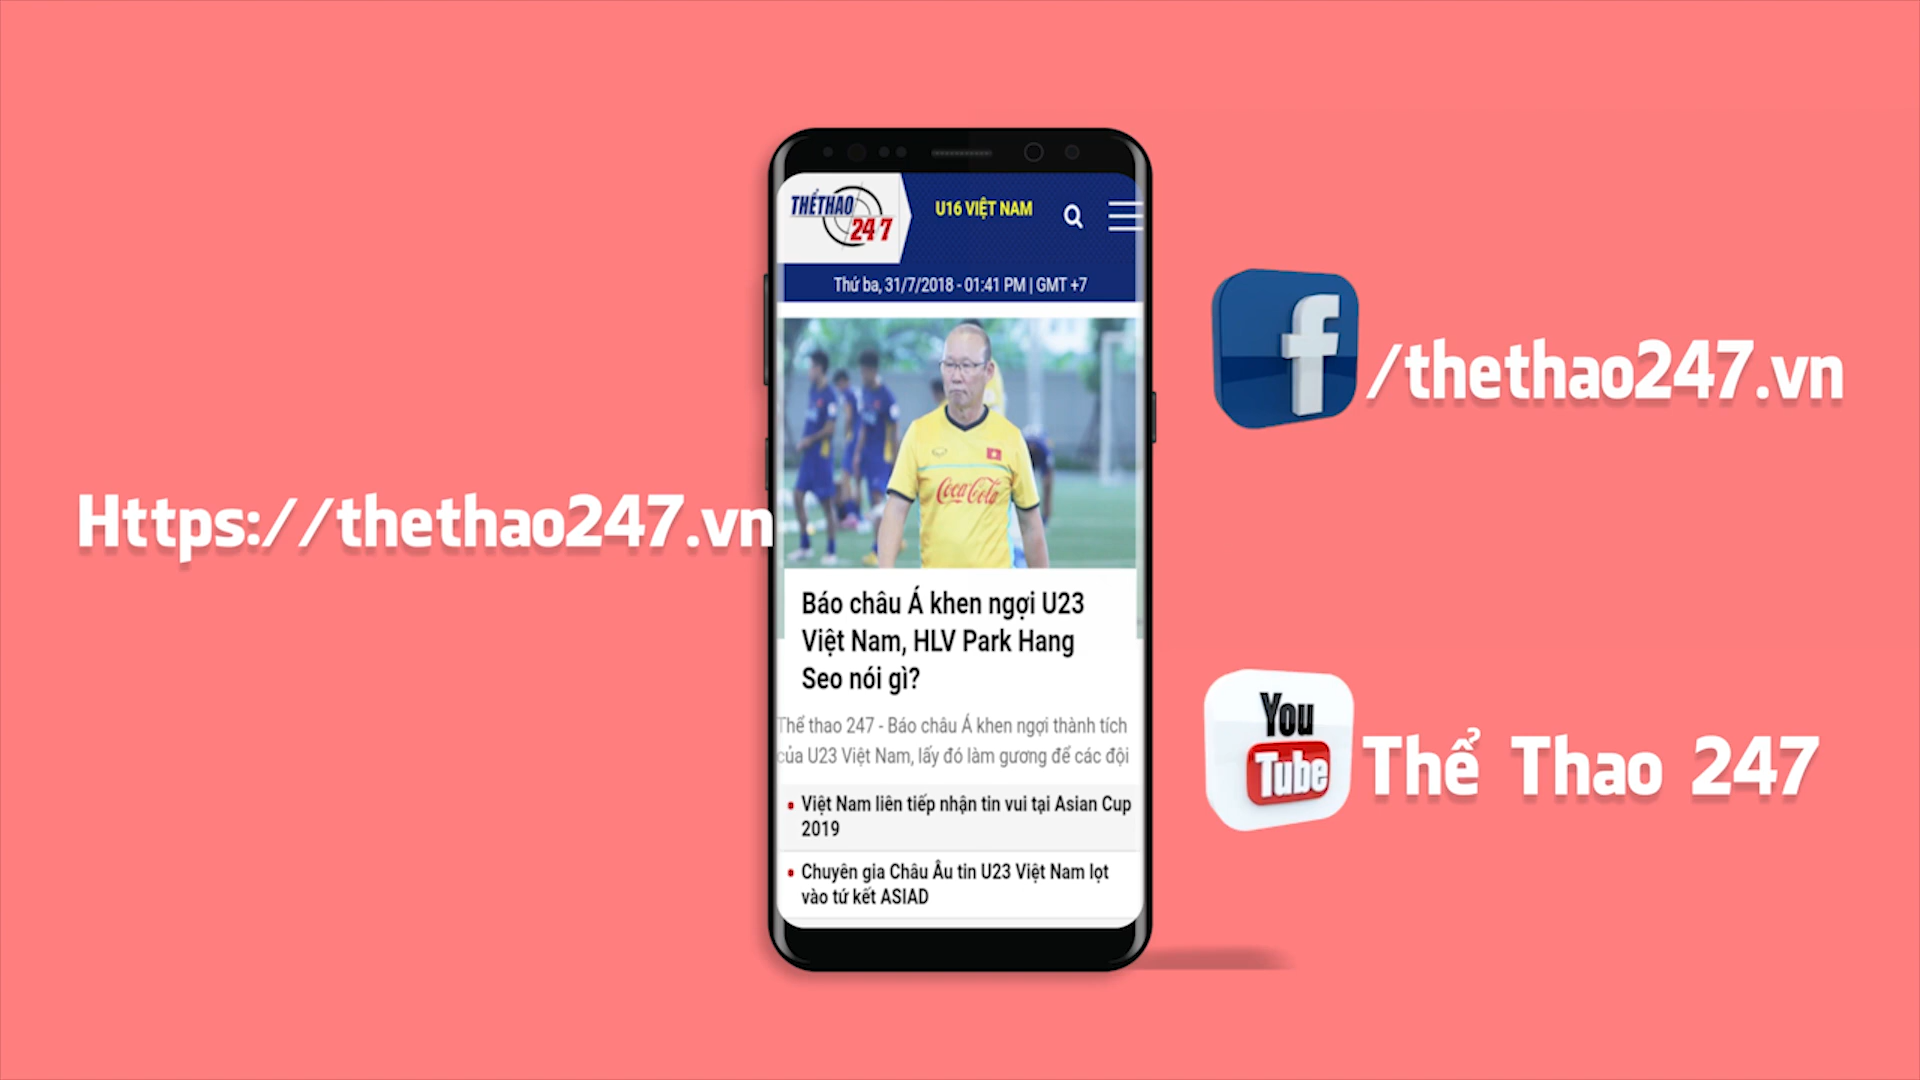 Https://thethao247.vn
THỂTHAO
247
U16 VIỆT NAM
Thứ ba, 31/7/2018 - 01:41 PM | GMT +7
Coca-Cola
Báo châu Á khen ngợi U23
Việt Nam, HLV Park Hang
Seo nói gì?
Thể thao 247 - Báo châu Á khen ngợi thành tích
của U23 Việt Nam, lấy đó làm gương để các đội
Việt Nam liên tiếp nhận tin vui tại Asian Cup
2019
Chuyên gia Châu Âu tin U23 Việt Nam lọt
vào tứ kết ASIAD
f
/thethao247.vn
You
Tube
Thể Thao 247